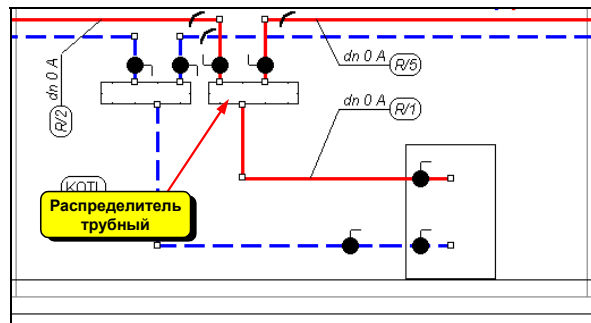 dn 0 A
R/2
dn 0 A
R/5
dn 0 A
R/1
KOTL
Распределитель
трубный